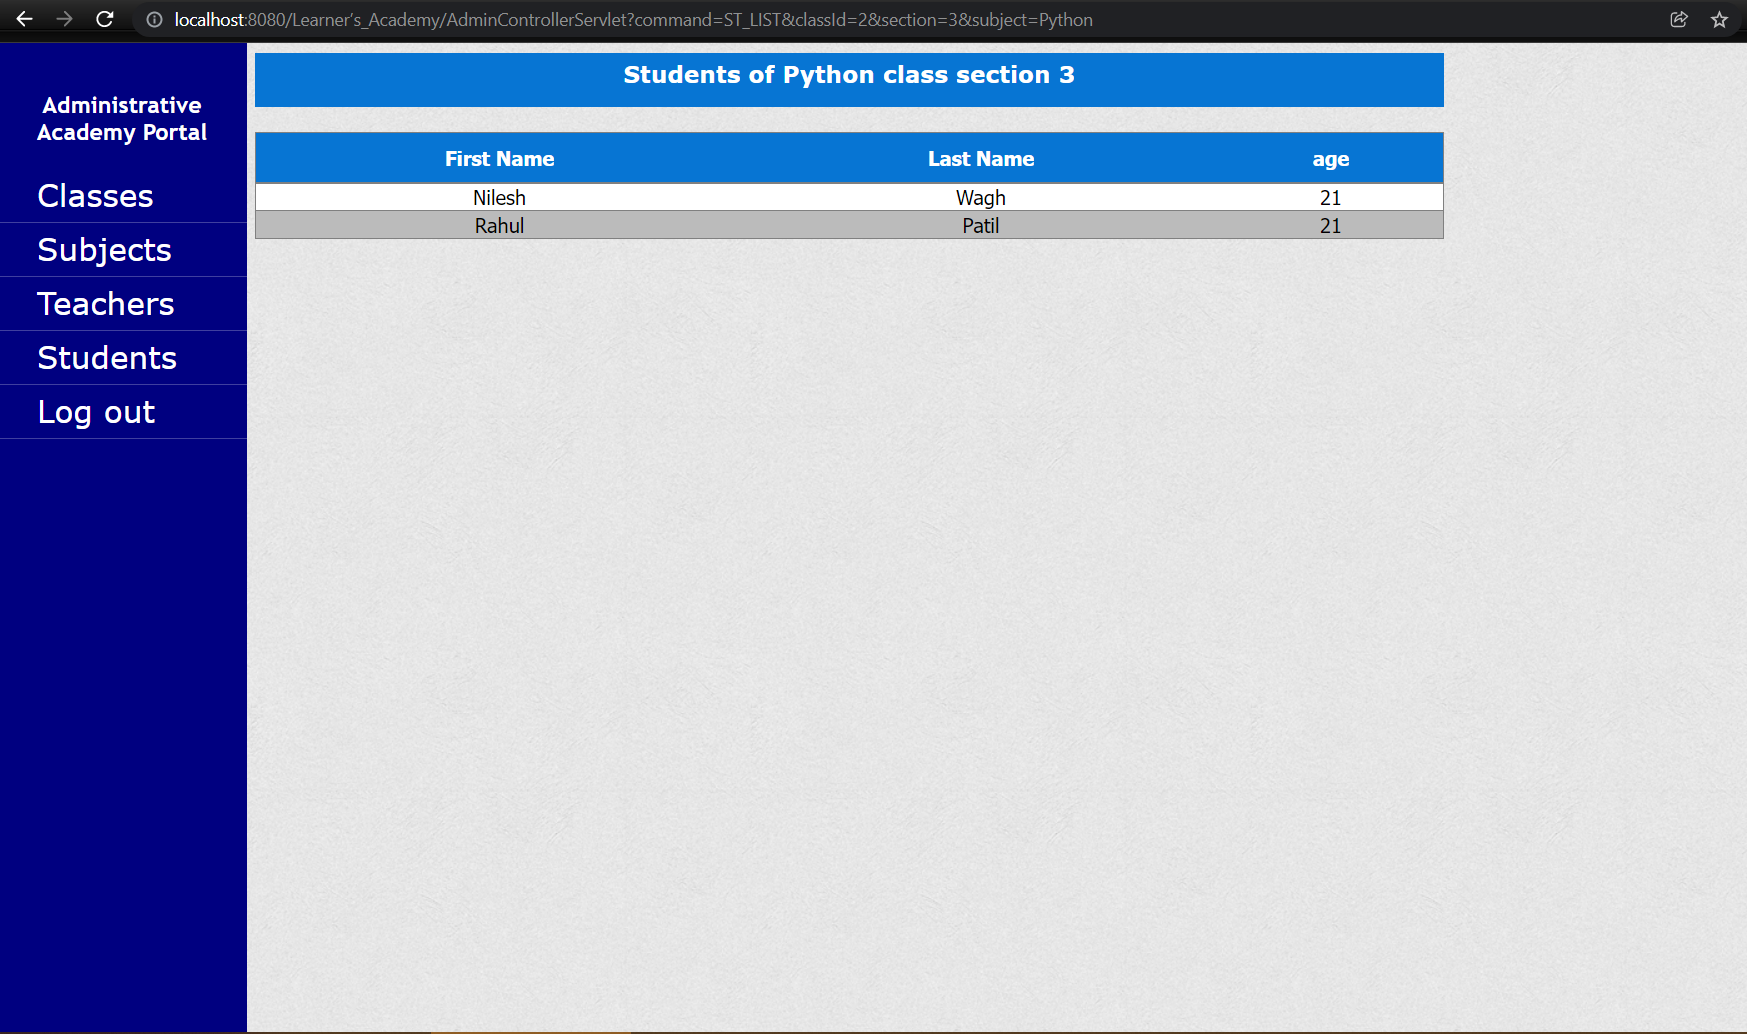 localhost:8080/Learner's_Academy/AdminControllerServlet?command=ST_LIST&classId=2&section=3&subject=Python
Administrative
Academy Portal
Classes
Subjects
Teachers
Students
Log out
Students of Python class section 3
First Name Last Name age
Nilesh Wagh 21
Rahul Patil 21